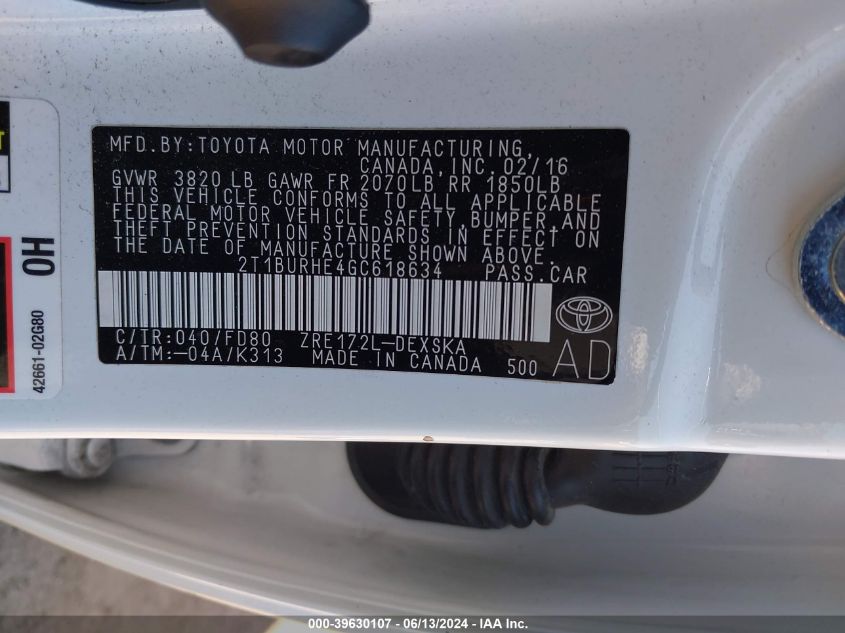 MFD.BY:TOYOTA MOTOR MANUFACTURING,
CANADA,INC. 02/16
GVWR 3820 LB GAWR FR 2070LB RR 1850LB
THIS VEHICLE CONFORMS TO ALL APPLICABLE
FEDERAL MOTOR VEHICLE SAFETY, BUMPER, AND
THEFT PREVENTION STANDARDS IN EFFECT ON
THE DATE OF MANUFACTURE SHOWN ABOVE.
2T1BURHE4GC618634 PASS.CAR
C/TR:040/FD80 ZRE172L-DEXSKA
A/TM:-04A/K313 MADE IN CANADA 500
AD
OH
42661-02G80
000-39630107 - 06/13/2024 - IAA Inc.